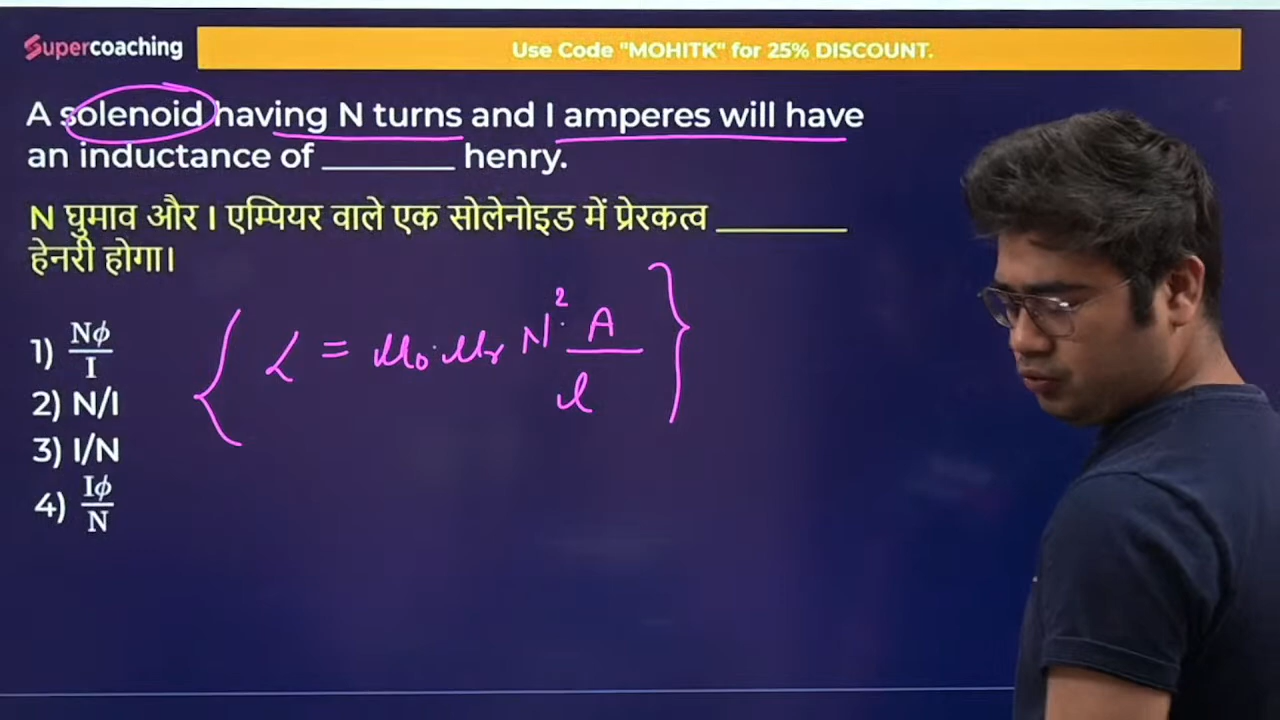 Supercoaching
Use Code "MOHITK" for 25% DISCOUNT.
A solenoid having N turns and I amperes will have
an inductance of ________ henry.
N घुमाव और I एम्पियर वाले एक सोलेनोइड में प्रेरकत्व ________
हेनरी होगा।
1) Nϕ/I
2) N/I
3) I/N
4) Iϕ/N
{ L = μ₀·μᵣ N²·A/l }